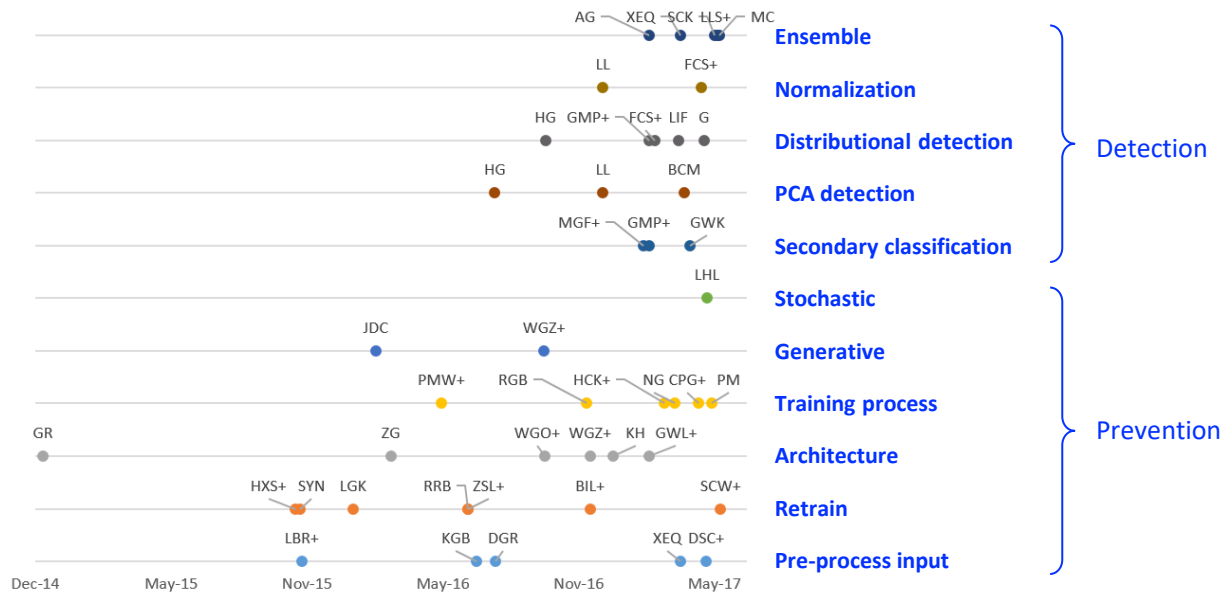 AG XEQ SCK LLS+ MC
Ensemble
LL FCS+
Normalization
HG GMP+ FCS+ LIF G
Distributional detection
Detection
HG LL BCM
PCA detection
MGF+ GMP+ GWK
Secondary classification
LHL
Stochastic
JDC WGZ+
Generative
PMW+ RGB HCK+ NG CPG+ PM
Training process
Prevention
GR ZG WGO+ WGZ+ KH GWL+
Architecture
HXS+ SYN LGK RRB ZSL+ BIL+ SCW+
Retrain
LBR+ KGB DGR XEQ DSC+
Pre-process input
Dec-14 May-15 Nov-15 May-16 Nov-16 May-17